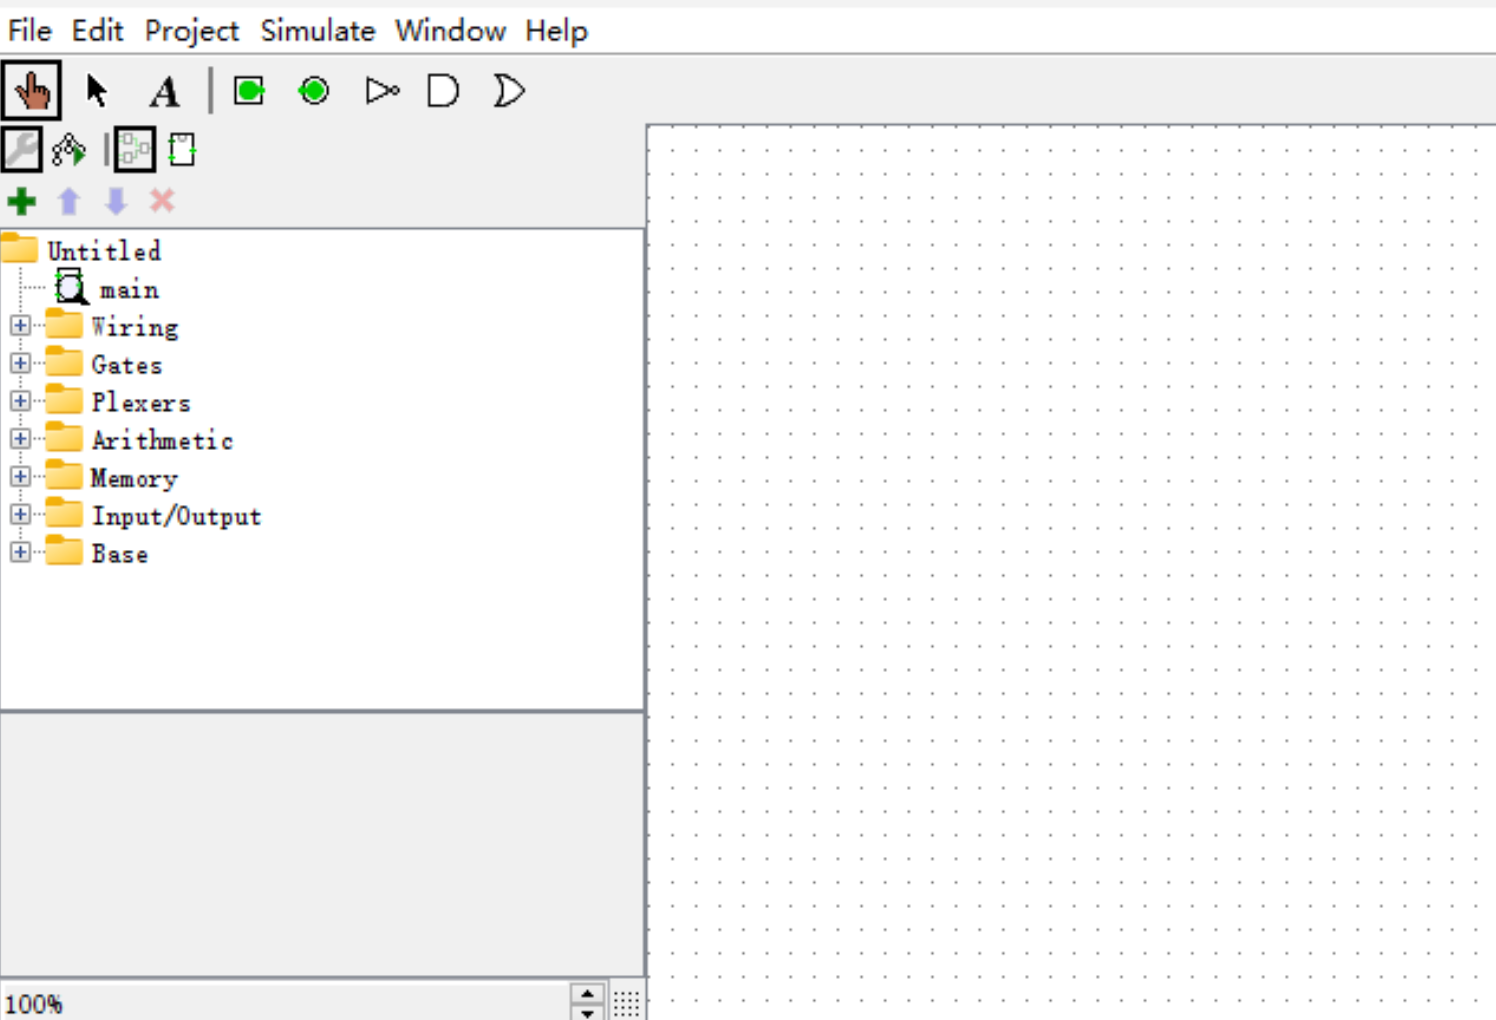 File Edit Project Simulate Window Help
A
Untitled
main
Wiring
Gates
Plexers
Arithmetic
Memory
Input/Output
Base
100%